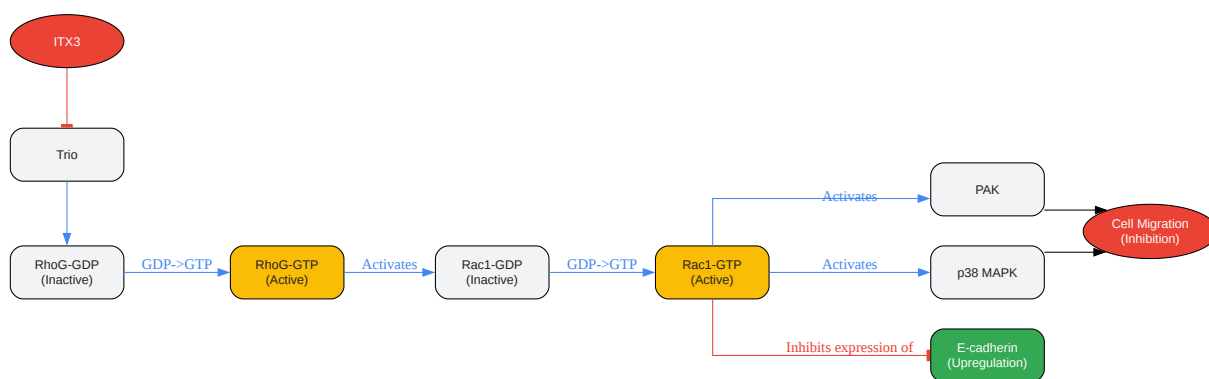 ITX3
Trio
RhoG-GDP
(Inactive)
GDP->GTP
RhoG-GTP
(Active)
Activates
Rac1-GDP
(Inactive)
GDP->GTP
Rac1-GTP
(Active)
Activates
PAK
Activates
p38 MAPK
Cell Migration
(Inhibition)
Inhibits expression of
E-cadherin
(Upregulation)